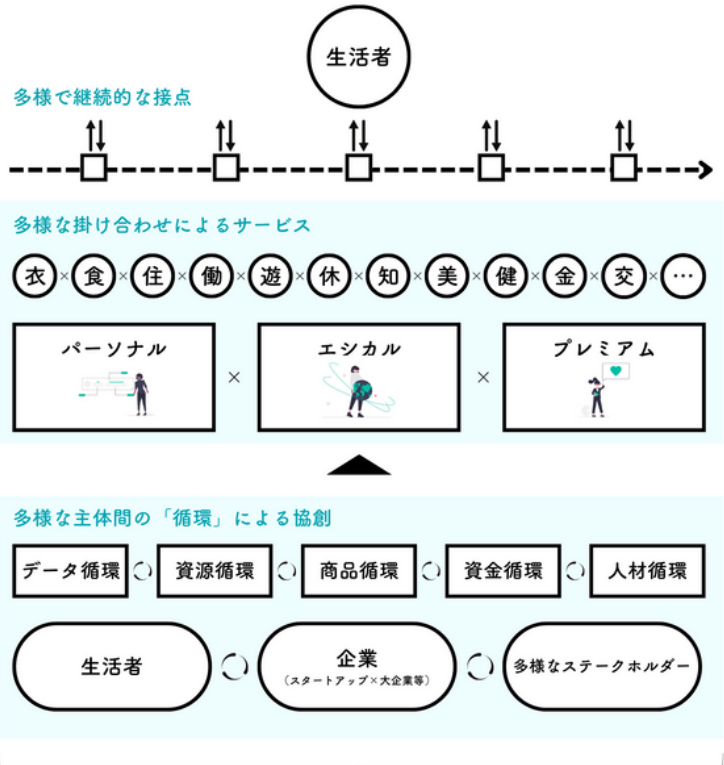 生活者
多様で継続的な接点
多様な掛け合わせによるサービス
衣×食×住×働×遊×休×知×美×健×金×交×…
パーソナル × エシカル × プレミアム
多様な主体間の「循環」による協創
データ循環 資源循環 商品循環 資金循環 人材循環
生活者 企業 多様なステークホルダー
（スタートアップ×大企業等）